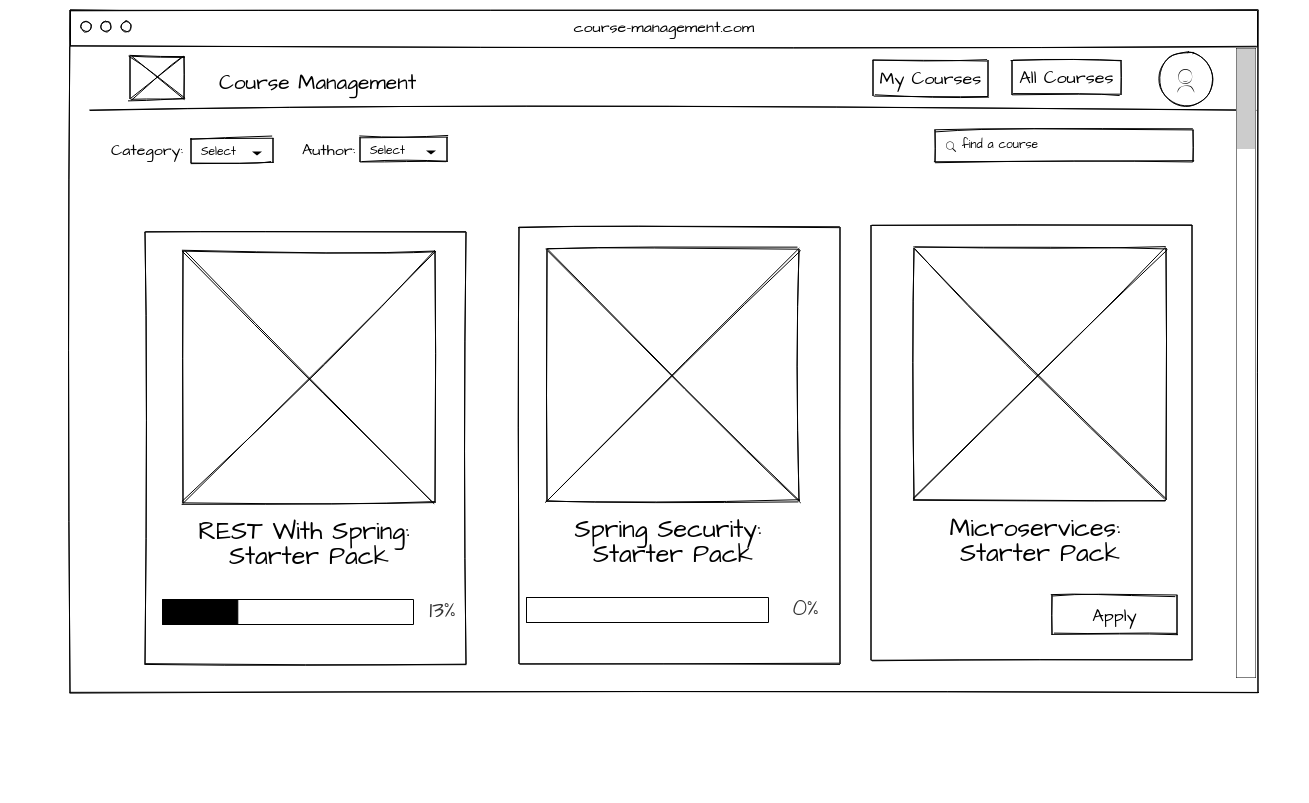 course-management.com
Course Management
My Courses
All Courses
Category:
Select
Author:
Select
find a course
REST With Spring:
Starter Pack
13%
Spring Security:
Starter Pack
0%
Microservices:
Starter Pack
Apply